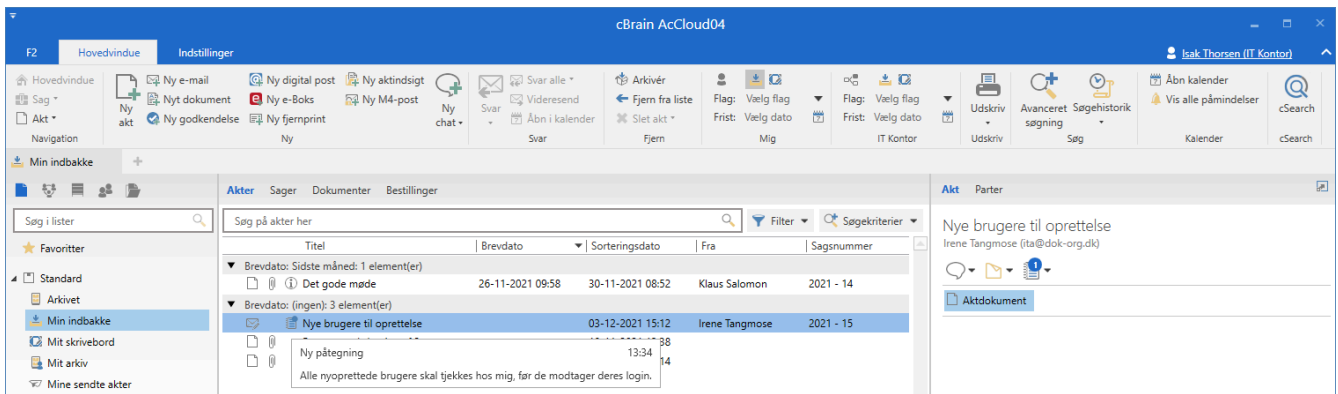 cBrain AcCloud04
F2 Hovedvindue Indstillinger Isak Thorsen (IT Kontor)
Hovedvindue Ny e-mail Ny digital post Ny aktindsigt Svar alle Arkivér Flag: Vælg flag Flag: Vælg flag Åbn kalender
Sag Nyt dokument Ny e-Boks Ny M4-post Videresend Fjern fra liste Frist: Vælg dato Frist: Vælg dato Vis alle påmindelser
Akt Ny akt Ny godkendelse Ny fjernprint Ny chat Svar Åbn i kalender Slet akt Udskriv Avanceret søgning Søgehistorik cSearch
Navigation Ny Svar Fjern Mig IT Kontor Udskriv Søg Kalender cSearch
Min indbakke
Akter Sager Dokumenter Bestillinger
Akt Parter
Søg i lister
Søg på akter her Filter Søgekriterier
Nye brugere til oprettelse
Irene Tangmose (ita@dok-org.dk)
1
Aktdokument
Favoritter
Standard
Arkivet
Min indbakke
Mit skrivebord
Mit arkiv
Mine sendte akter
Titel Brevdato Sorteringsdato Fra Sagsnummer
Brevdato: Sidste måned: 1 element(er)
Det gode møde 26-11-2021 09:58 30-11-2021 08:52 Klaus Salomon 2021 - 14
Brevdato: (ingen): 3 element(er)
Nye brugere til oprettelse 03-12-2021 15:12 Irene Tangmose 2021 - 15
38
14
Ny påtegning 13:34
Alle nyoprettede brugere skal tjekkes hos mig, før de modtager deres login.